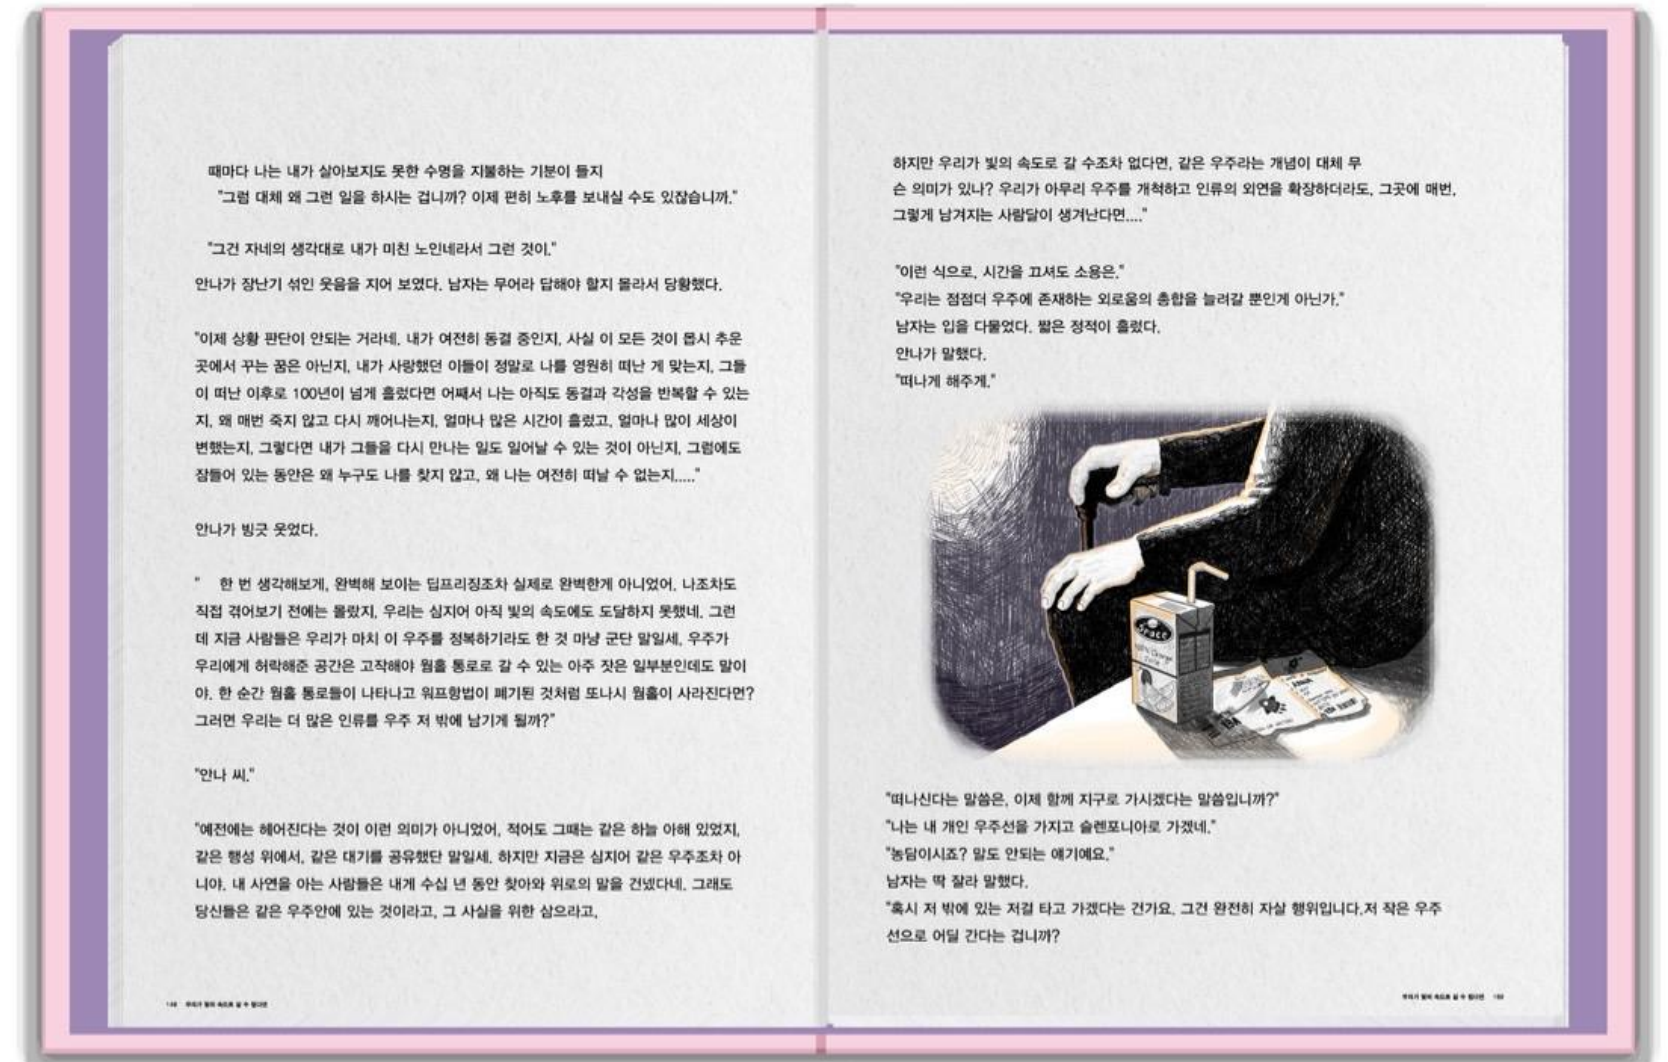 때마다 나는 내가 살아보지도 못한 수명을 지불하는 기분이 들지
"그럼 대체 왜 그런 일을 하시는 겁니까? 이제 편히 노후를 보내실 수도 있잖습니까."
"그건 자네의 생각대로 내가 미친 노인네라서 그런 것이."
안나가 장난기 섞인 웃음을 지어 보였다. 남자는 무어라 답해야 할지 몰라서 당황했다.
"이제 상황 판단이 안되는 거라네. 내가 여전히 동결 중인지, 사실 이 모든 것이 몹시 추운
곳에서 꾸는 꿈은 아닌지, 내가 사랑했던 이들이 정말로 나를 영원히 떠난 게 맞는지, 그들
이 떠난 이후로 100년이 넘게 흘렀다면 어째서 나는 아직도 동결과 각성을 반복할 수 있는
지, 왜 매번 죽지 않고 다시 깨어나는지, 얼마나 많은 시간이 흘렀고, 얼마나 많이 세상이
변했는지, 그렇다면 내가 그들을 다시 만나는 일도 일어날 수 있는 것이 아닌지, 그럼에도
잠들어 있는 동안은 왜 누구도 나를 찾지 않고, 왜 나는 여전히 떠날 수 없는지....."
안나가 빙긋 웃었다.
" 한 번 생각해보게, 완벽해 보이는 딥프리징조차 실제로 완벽한게 아니었어. 나조차도
직접 겪어보기 전에는 몰랐지, 우리는 심지어 아직 빛의 속도에도 도달하지 못했네. 그런
데 지금 사람들은 우리가 마치 이 우주를 정복하기라도 한 것 마냥 군단 말일세. 우주가
우리에게 허락해준 공간은 고작해야 웜홀 통로로 갈 수 있는 아주 잣은 일부분인데도 말이
야. 한 순간 웜홀 통로들이 나타나고 워프항법이 폐기된 것처럼 또나시 웜홀이 사라진다면?
그러면 우리는 더 많은 인류를 우주 저 밖에 남기게 될까?"
"안나 씨."
"예전에는 헤어진다는 것이 이런 의미가 아니었어, 적어도 그때는 같은 하늘 아해 있었지,
같은 행성 위에서, 같은 대기를 공유했단 말일세. 하지만 지금은 심지어 같은 우주조차 아
니야. 내 사연을 아는 사람들은 내게 수십 년 동안 찾아와 위로의 말을 건넸다네. 그래도
당신들은 같은 우주안에 있는 것이라고, 그 사실을 위한 삼으라고,
우리가 빛의 속도로 갈 수 없다면
하지만 우리가 빛의 속도로 갈 수조차 없다면, 같은 우주라는 개념이 대체 무
슨 의미가 있나? 우리가 아무리 우주를 개척하고 인류의 외연을 확장하더라도, 그곳에 매번,
그렇게 남겨지는 사람달이 생겨난다면...."
"이런 식으로, 시간을 끄셔도 소용은."
"우리는 점점더 우주에 존재하는 외로움의 총합을 늘려갈 뿐인게 아닌가."
남자는 입을 다물었다. 짧은 정적이 흘렀다.
안나가 말했다.
"떠나게 해주게."
Space
"떠나신다는 말씀은, 이제 함께 지구로 가시겠다는 말씀입니까?"
"나는 내 개인 우주선을 가지고 슬렌포니아로 가겠네."
"농담이시죠? 말도 안되는 얘기예요."
남자는 딱 잘라 말했다.
"혹시 저 밖에 있는 저걸 타고 가겠다는 건가요. 그건 완전히 자살 행위입니다.저 작은 우주
선으로 어딜 간다는 겁니까?
우리가 빛의 속도로 갈 수 없다면